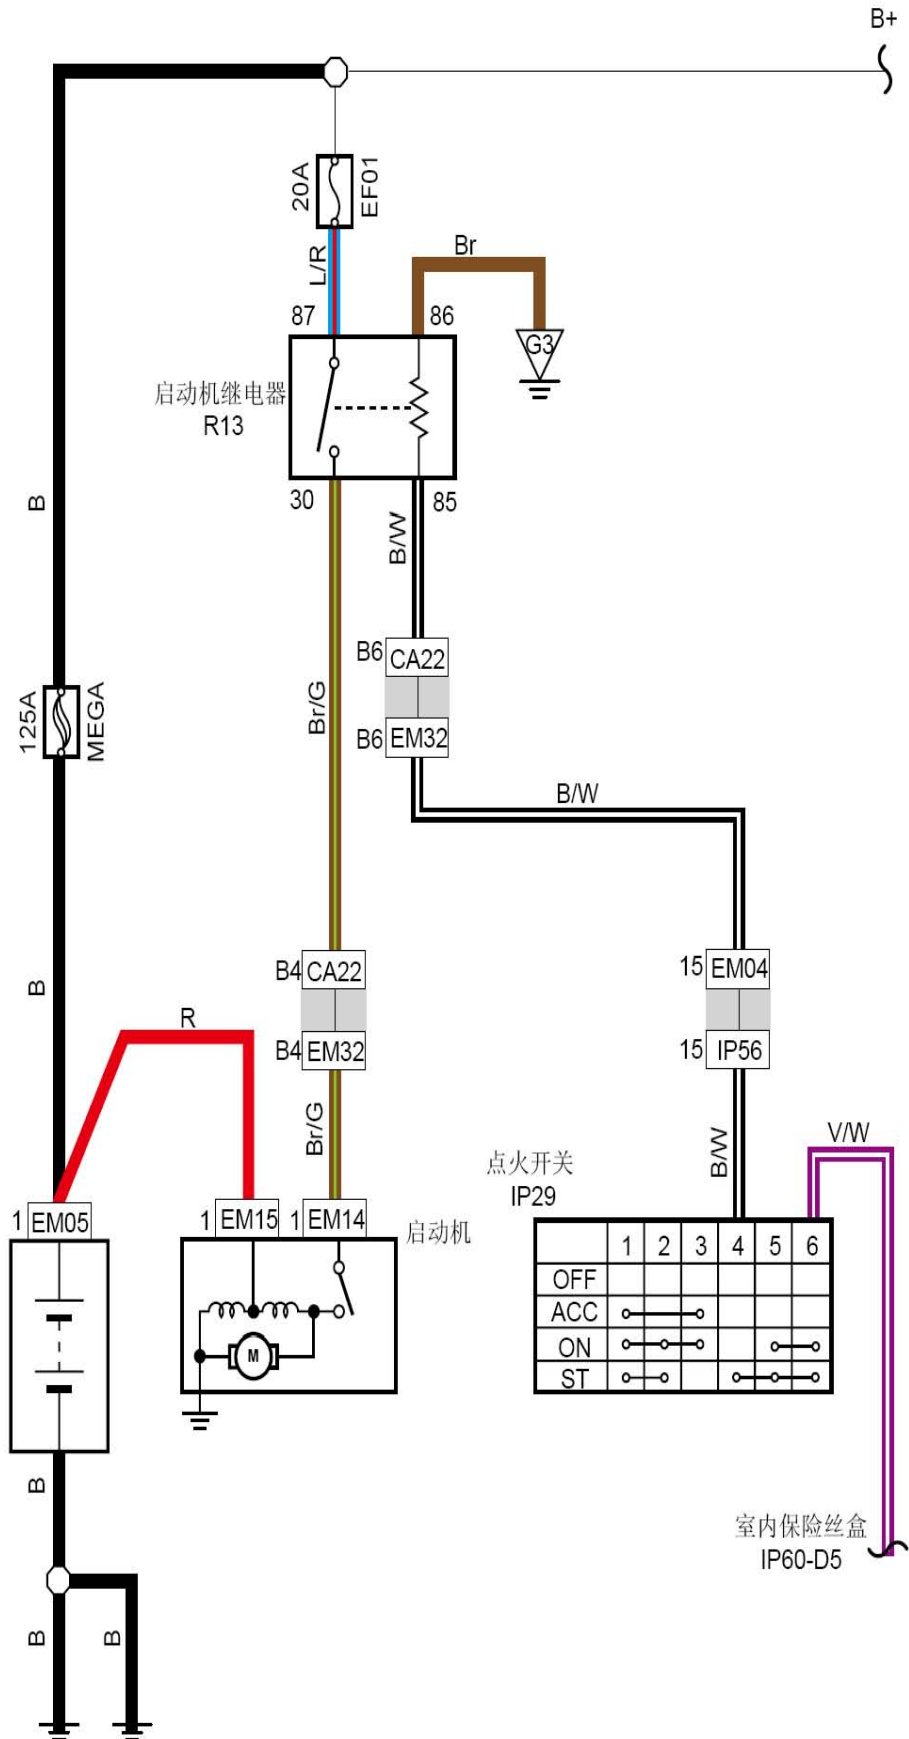 B+
20A
EF01
L/R
Br
87
86
G3
启动机继电器
R13
30
85
B
B/W
B6 CA22
B6 EM32
125A
MEGA
Br/G
B/W
B4 CA22
B4 EM32
15 EM04
15 IP56
B
R
Br/G
B/W
V/W
点火开关
IP29
1 EM05
1 EM15
1 EM14
启动机
M
1 2 3 4 5 6
OFF
ACC
ON
ST
B
室内保险丝盒
IP60-D5
B
B